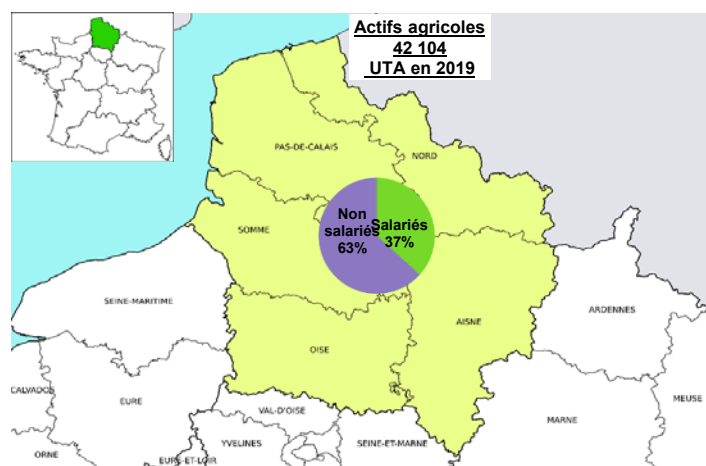 Actifs agricoles
42 104
UTA en 2019
PAS-DE-CALAIS
NORD
Non
salariés
63%
Salariés
37%
SOMME
SEINE-MARITIME
ARDENNES
AISNE
OISE
CALVADOS
EURE
MEUSE
VAL-D'OISE
MARNE
YVELINES
SEINE-ET-MARNE
ORNE
EURE-ET-LOIR